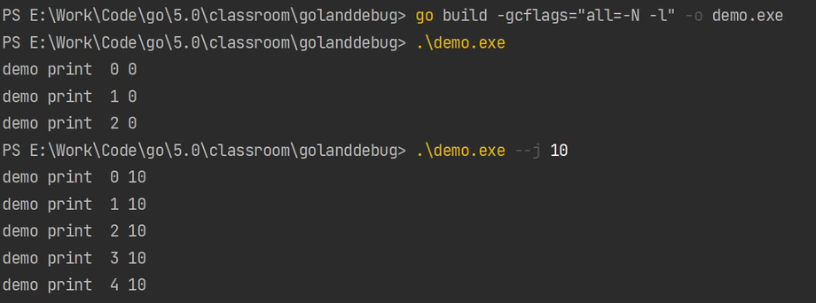 PS E:\Work\Code\go\5.0\classroom\golanddebug> go build -gcflags="all=-N -l" -o demo.exe
PS E:\Work\Code\go\5.0\classroom\golanddebug> .\demo.exe
demo print  0 0
demo print  1 0
demo print  2 0
PS E:\Work\Code\go\5.0\classroom\golanddebug> .\demo.exe --j 10
demo print  0 10
demo print  1 10
demo print  2 10
demo print  3 10
demo print  4 10